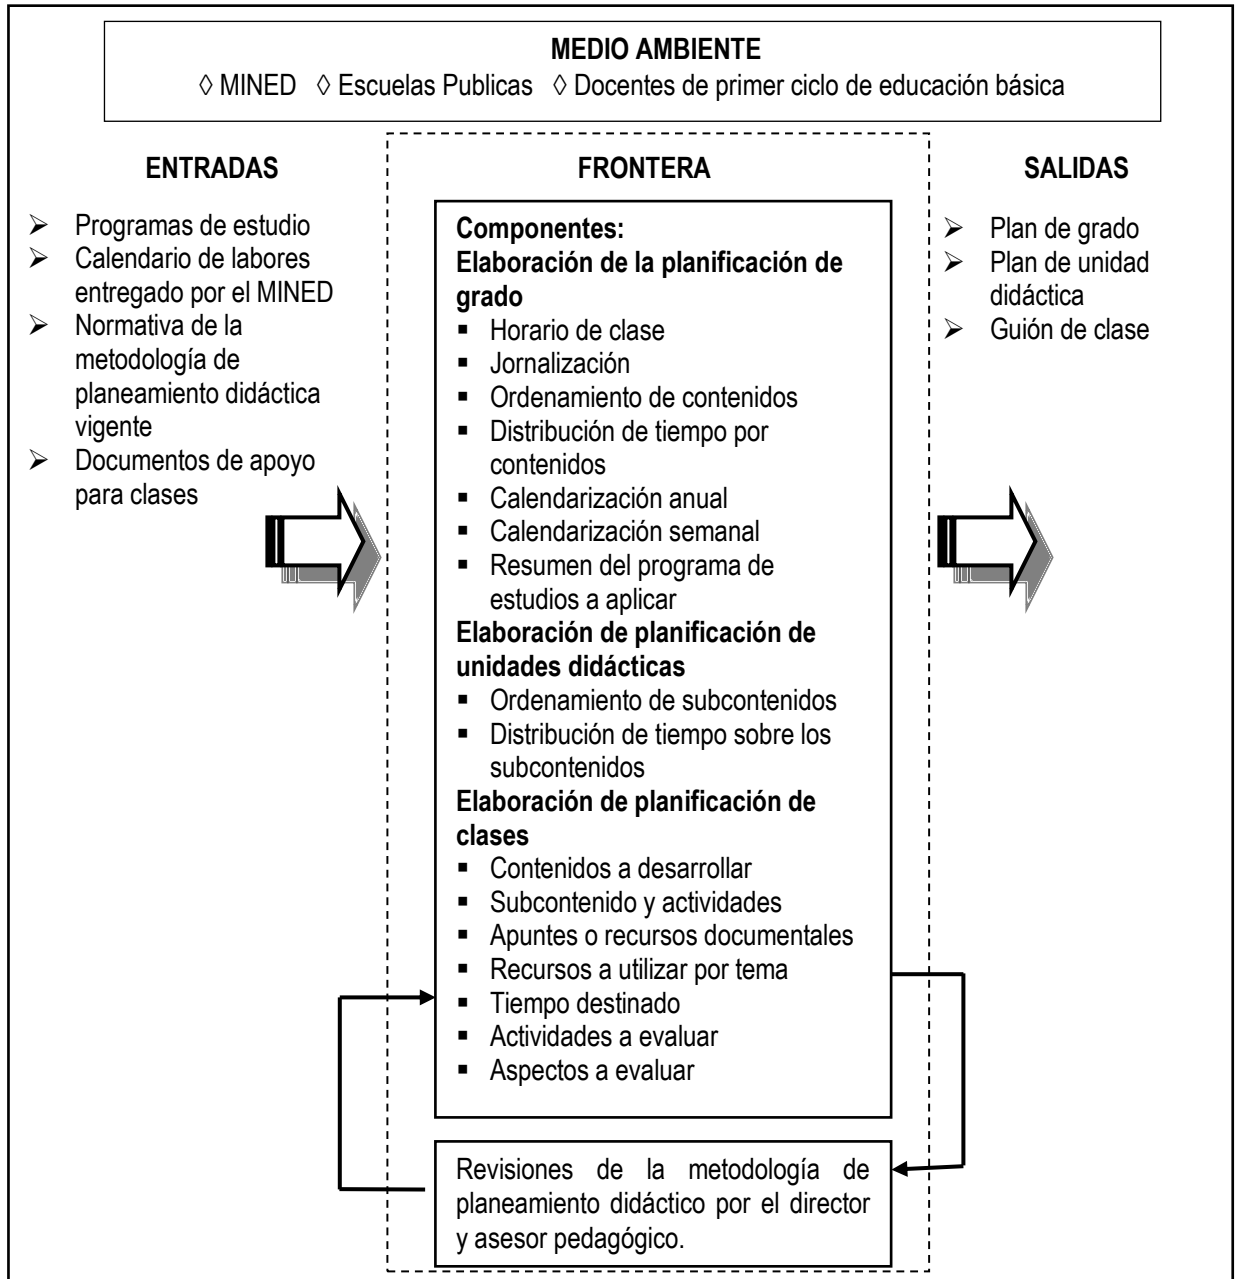 MEDIO AMBIENTE
◊ MINED ◊ Escuelas Publicas ◊ Docentes de primer ciclo de educación básica
ENTRADAS
➢ Programas de estudio
➢ Calendario de labores
entregado por el MINED
➢ Normativa de la
metodología de
planeamiento didáctica
vigente
➢ Documentos de apoyo
para clases
FRONTERA
Componentes:
Elaboración de la planificación de
grado
▪ Horario de clase
▪ Jornalización
▪ Ordenamiento de contenidos
▪ Distribución de tiempo por
contenidos
▪ Calendarización anual
▪ Calendarización semanal
▪ Resumen del programa de
estudios a aplicar
Elaboración de planificación de
unidades didácticas
▪ Ordenamiento de subcontenidos
▪ Distribución de tiempo sobre los
subcontenidos
Elaboración de planificación de
clases
▪ Contenidos a desarrollar
▪ Subcontenido y actividades
▪ Apuntes o recursos documentales
▪ Recursos a utilizar por tema
▪ Tiempo destinado
▪ Actividades a evaluar
▪ Aspectos a evaluar
Revisiones de la metodología de
planeamiento didáctico por el director
y asesor pedagógico.
SALIDAS
➢ Plan de grado
➢ Plan de unidad
didáctica
➢ Guión de clase